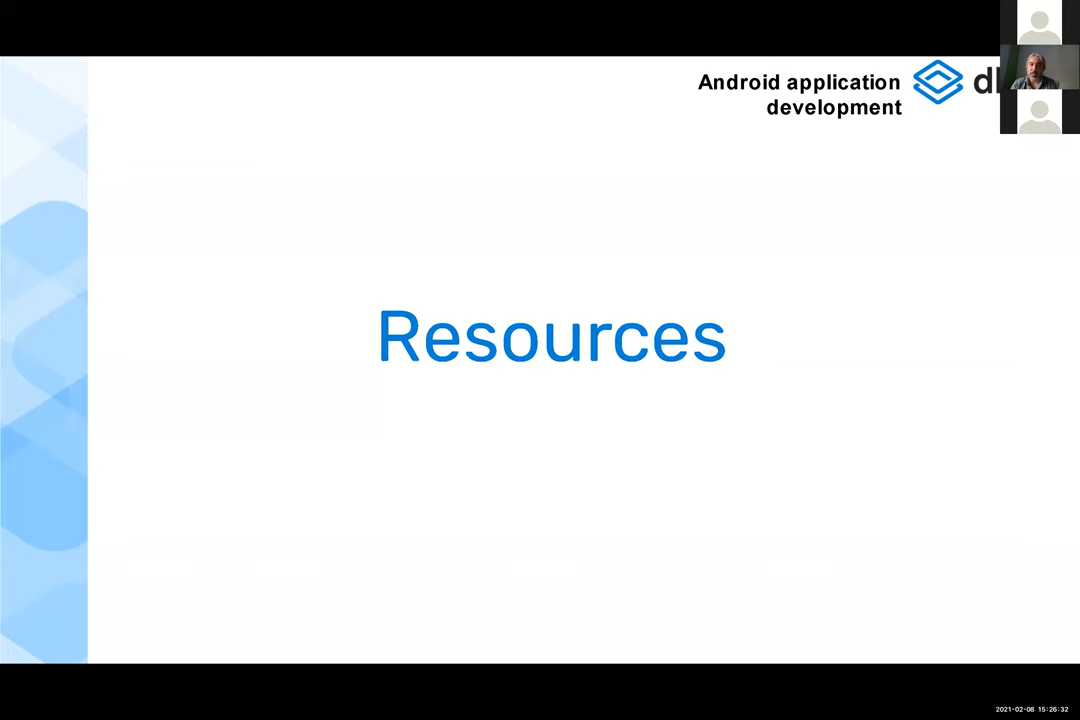 Android application
development
Resources
2021-02-08 15:26:32